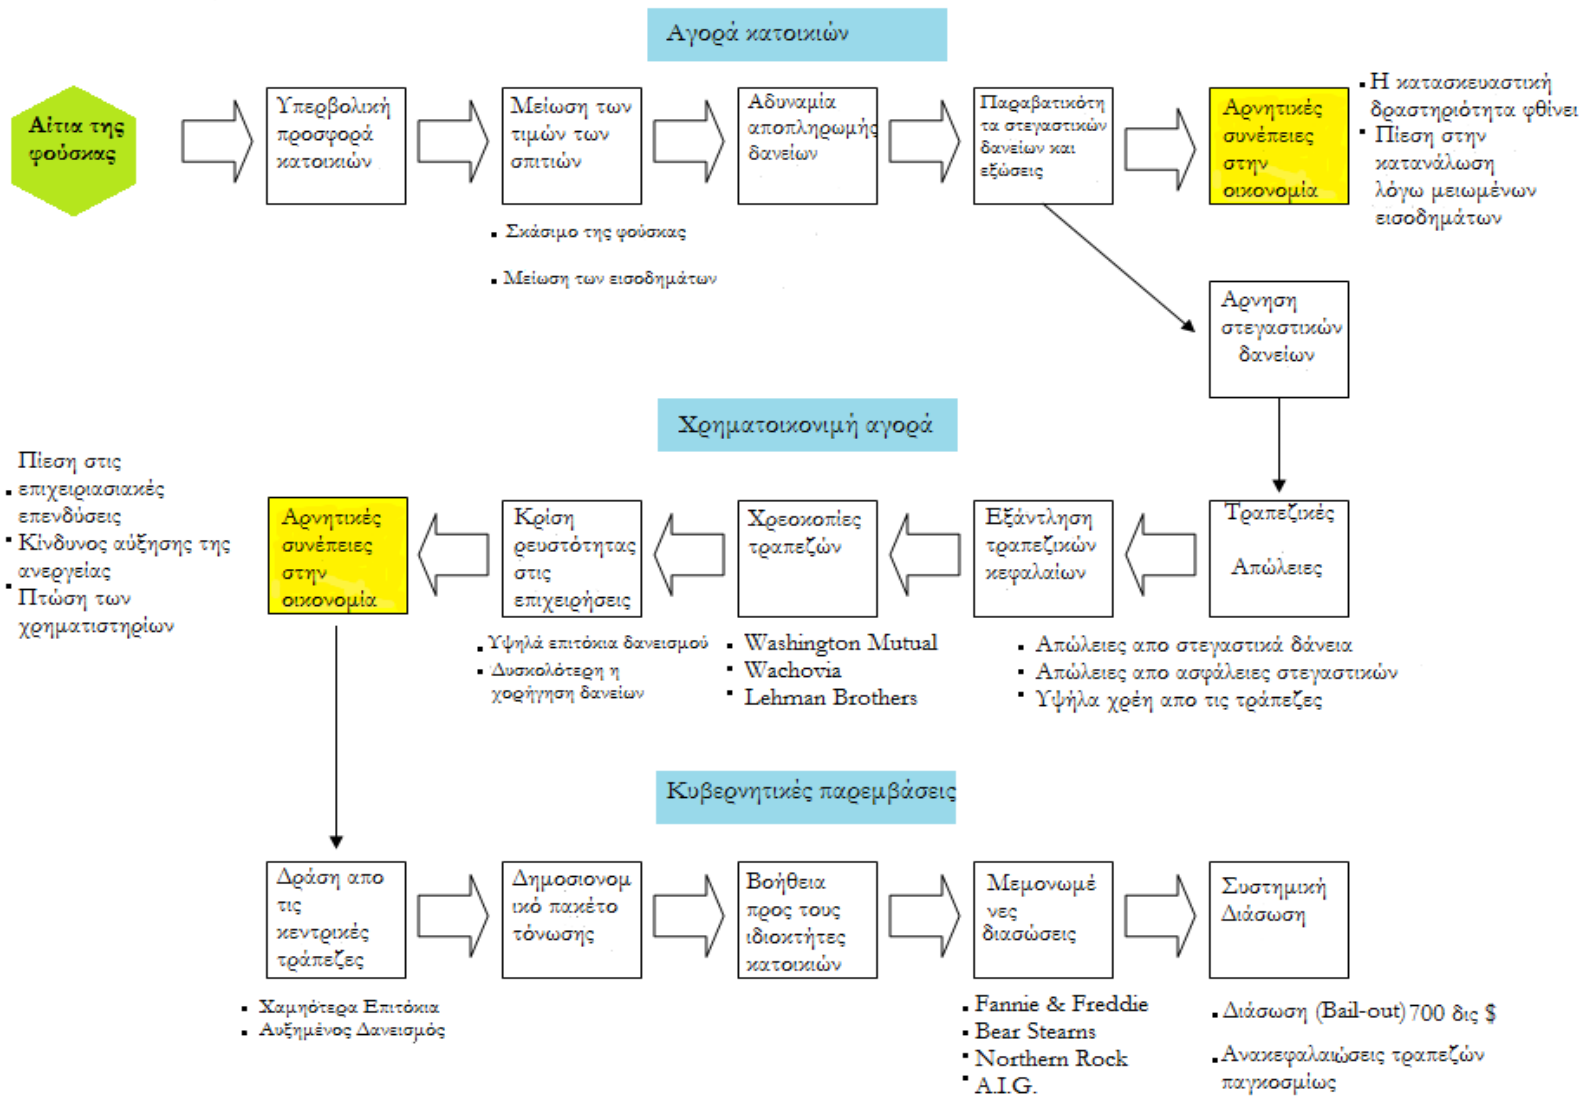 Αγορά κατοικιών
Αίτια της
φούσκας
Υπερβολική
προσφορά
κατοικιών
Μείωση των
τιμών των
σπιτιών
Αδυναμία
αποπληρωμής
δανείων
Παραβατικότη
τα στεγαστικών
δανείων και
εξώσεις
Αρνητικές
συνέπειες
στην
οικονομία
Η κατασκευαστική
δραστηριότητα φθίνει
Πίεση στην
κατανάλωση
λόγω μειωμένων
εισοδημάτων
Σκάσιμο της φούσκας
Μείωση των εισοδημάτων
Αρνηση
στεγαστικών
δανείων
Χρηματοικονιμή αγορά
Πίεση στις
επιχειριασιακές
επενδύσεις
Κίνδυνος αύξησης της
ανεργείας
Πτώση των
χρηματιστηρίων
Αρνητικές
συνέπειες
στην
οικονομία
Κρίση
ρευστότητας
στις
επιχειρήσεις
Χρεοκοπίες
τραπεζών
Εξάντληση
τραπεζικών
κεφαλαίων
Τραπεζικές
Απώλειες
Υψηλά επιτόκια δανεισμού
Δυσκολότερη η
χορήγηση δανείων
Washington Mutual
Wachovia
Lehman Brothers
Απώλειες απο στεγαστικά δάνεια
Απώλειες απο ασφάλειες στεγαστικών
Υψήλα χρέη απο τις τράπεζες
Κυβερνητικές παρεμβάσεις
Δράση απο
τις
κεντρικές
τράπεζες
Δημοσιονομ
ικό πακέτο
τόνωσης
Βοήθεια
προς τους
ιδιοκτήτες
κατοικιών
Μεμονωμέ
νες
διασώσεις
Συστημική
Διάσωση
Χαμηότερα Επιτόκια
Αυξημένος Δανεισμός
Fannie & Freddie
Bear Stearns
Northern Rock
A.I.G.
Διάσωση (Bail-out) 700 δις $
Ανακεφαλαιώσεις τραπεζών
παγκοσμίως